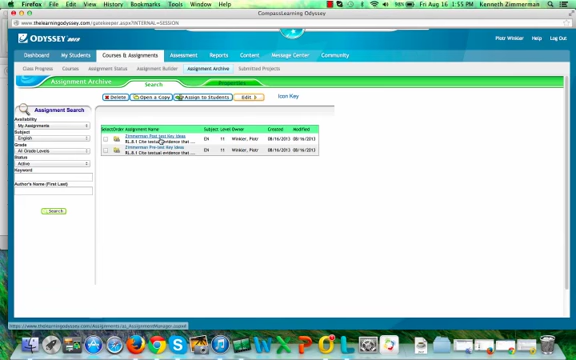 Firefox File Edit View History Bookmarks Tools Window Help
98% Fri Aug 16 1:55 PM Kenneth Zimmerman
CompassLearning Odyssey
www.thelearningodyssey.com/gatekeeper.aspx?INTERNAL=SESSION
ODYSSEY
Piotr Winkler Help Log Out
Dashboard My Students Courses & Assignments Assessment Reports Content Message Center Community
Class Progress Courses Assignment Status Assignment Builder Assignment Archive Submitted Projects
Assignment Archive Search Properties
Delete Open a Copy Assign to Students Edit Icon Key
Assignment Search
Availability
My Assignments
Subject
English
Grade
All Grade Levels
Status
Active
Keyword
Author's Name (First Last)
Search
Select Order Assignment Name Subject Level Owner Created Modified
Zimmerman Post test Key Ideas
RL.8.1 Cite textual evidence that ... EN 11 Winkler, Piotr 08/16/2013 08/16/2013
Zimmerman Pre-test Key Ideas
RL.8.1 Cite textual evidence that ... EN 11 Winkler, Piotr 08/16/2013 08/16/2013